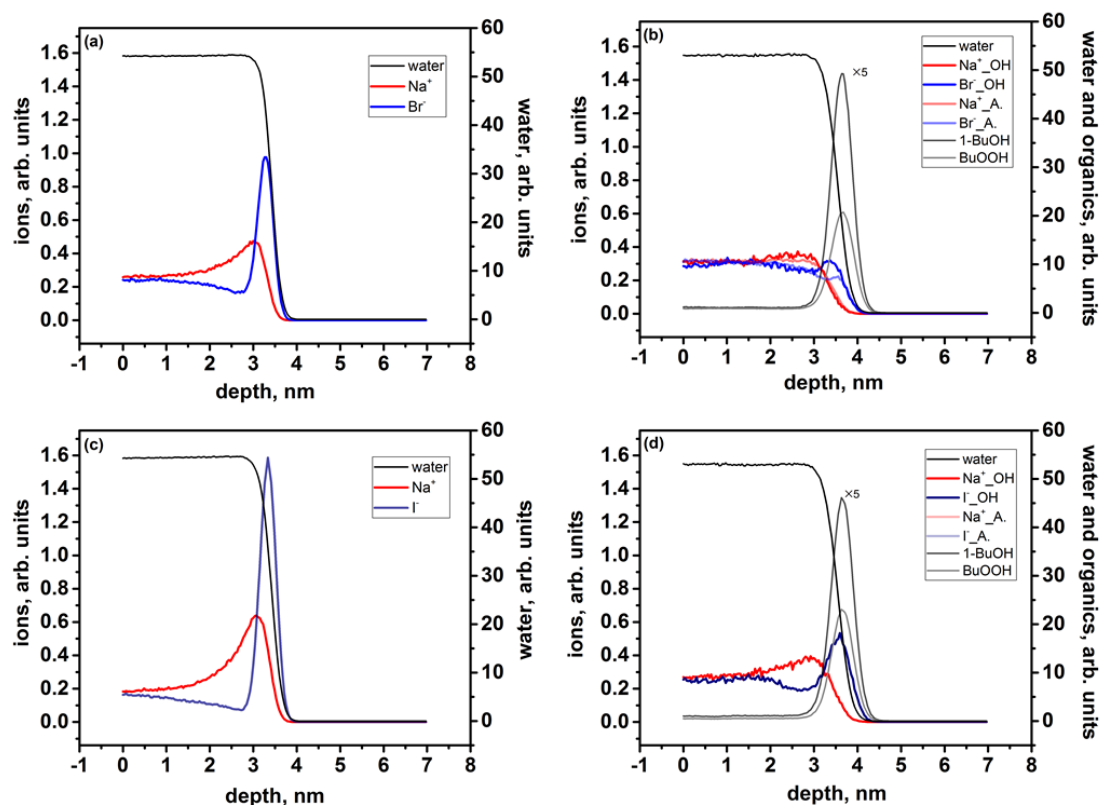 (a)
water
Na⁺
Br⁻
ions, arb. units
1.6
1.4
1.2
1.0
0.8
0.6
0.4
0.2
0.0
60
50
40
30
20
10
0
water, arb. units
-1 0 1 2 3 4 5 6 7 8
depth, nm
(b)
×5
water
Na⁺_OH
Br⁻_OH
Na⁺_A.
Br⁻_A.
1-BuOH
BuOOH
ions, arb. units
1.6
1.4
1.2
1.0
0.8
0.6
0.4
0.2
0.0
60
50
40
30
20
10
0
water and organics, arb. units
-1 0 1 2 3 4 5 6 7 8
depth, nm
(c)
water
Na⁺
I⁻
ions, arb. units
1.6
1.4
1.2
1.0
0.8
0.6
0.4
0.2
0.0
60
50
40
30
20
10
0
water, arb. units
-1 0 1 2 3 4 5 6 7 8
depth, nm
(d)
×5
water
Na⁺_OH
I⁻_OH
Na⁺_A.
I⁻_A.
1-BuOH
BuOOH
ions, arb. units
1.6
1.4
1.2
1.0
0.8
0.6
0.4
0.2
0.0
60
50
40
30
20
10
0
water and organics, arb. units
-1 0 1 2 3 4 5 6 7 8
depth, nm